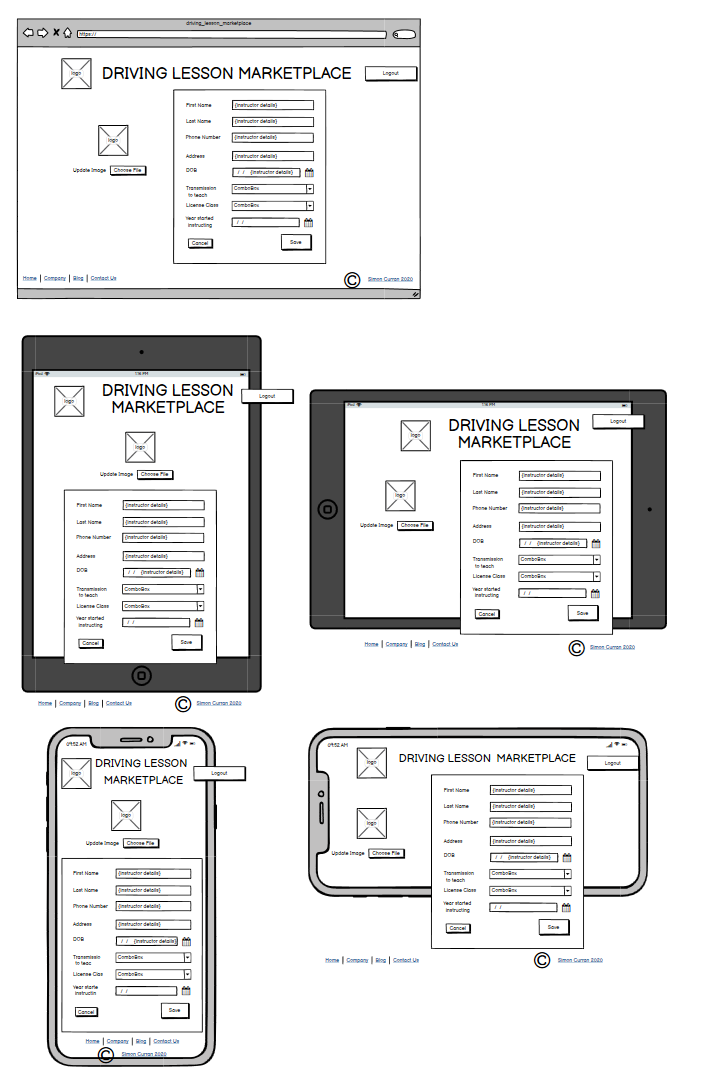 driving_lesson_marketplace
https://
logo
DRIVING LESSON MARKETPLACE
Logout
logo
Update Image Choose File
First Name {instructor details}
Last Name {instructor details}
Phone Number {instructor details}
Address {instructor details}
DOB / / {instructor details}
Transmission to teach ComboBox
License Class ComboBox
Year started instructing / /
Cancel Save
Home Company Blog Contact Us
© Simon Curran 2020
1:16 PM
logo
DRIVING LESSON
MARKETPLACE
Logout
logo
Update Image Choose File
First Name {instructor details}
Last Name {instructor details}
Phone Number {instructor details}
Address {instructor details}
DOB / / {instructor details}
Transmission to teach ComboBox
License Class ComboBox
Year started instructing / /
Cancel Save
Home Company Blog Contact Us
© Simon Curran 2020
iPad
1:16 PM
logo
DRIVING LESSON
MARKETPLACE
Logout
logo
Update Image Choose File
First Name {instructor details}
Last Name {instructor details}
Phone Number {instructor details}
Address {instructor details}
DOB / / {instructor details}
Transmission to teach ComboBox
License Class ComboBox
Year started instructing / /
Cancel Save
Home Company Blog Contact Us
© Simon Curran 2020
09:52 AM
logo
DRIVING LESSON
MARKETPLACE
Logout
logo
Update Image Choose File
First Name {instructor details}
Last Name {instructor details}
Phone Number {instructor details}
Address {instructor details}
DOB / / {instructor details}
Transmissin to teac ComboBox
License Clas ComboBox
Year starte instructin / /
Cancel Save
Home Company Blog Contact Us
© Simon Curran 2020
09:52 AM
logo
DRIVING LESSON MARKETPLACE
Logout
logo
Update Image Choose File
First Name {instructor details}
Last Name {instructor details}
Phone Number {instructor details}
Address {instructor details}
DOB / / {instructor details}
Transmission to teach ComboBox
License Class ComboBox
Year started instructing / /
Cancel Save
Home Company Blog Contact Us
© Simon Curran 2020